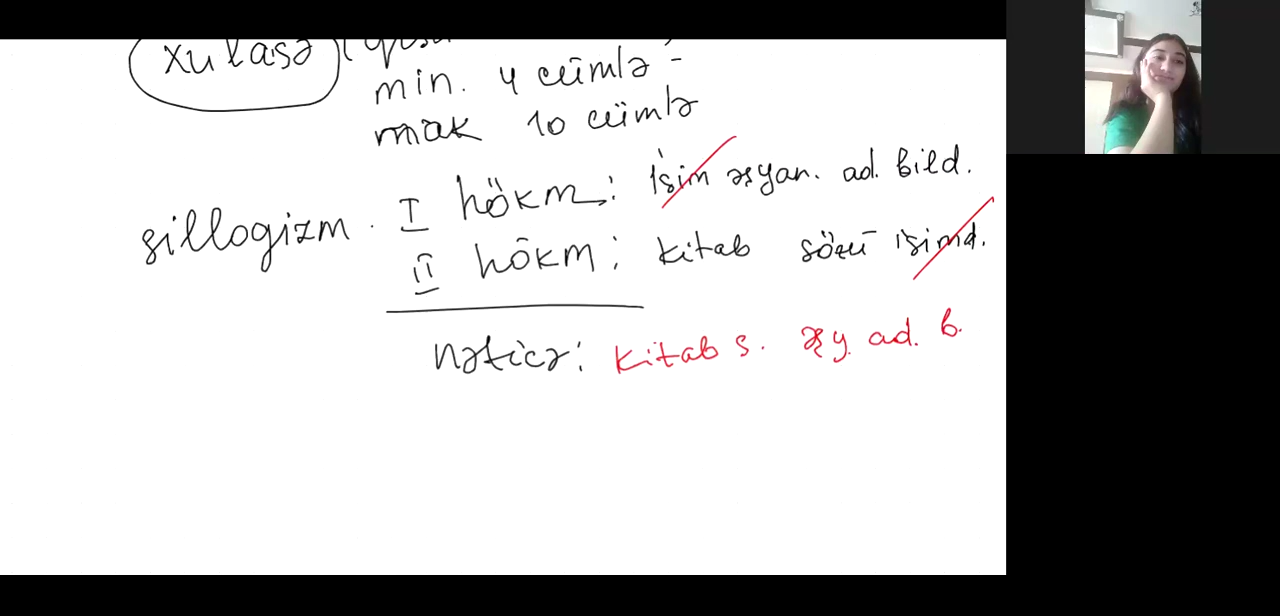 xulasə
min. 4 cümlə -
mak 10 cümlə
sillogizm. I hökm: İsim əşyan. ad. bild.
II hökm: kitab sözü isimd.
Nəticə: kitab s. əşy. ad. b.